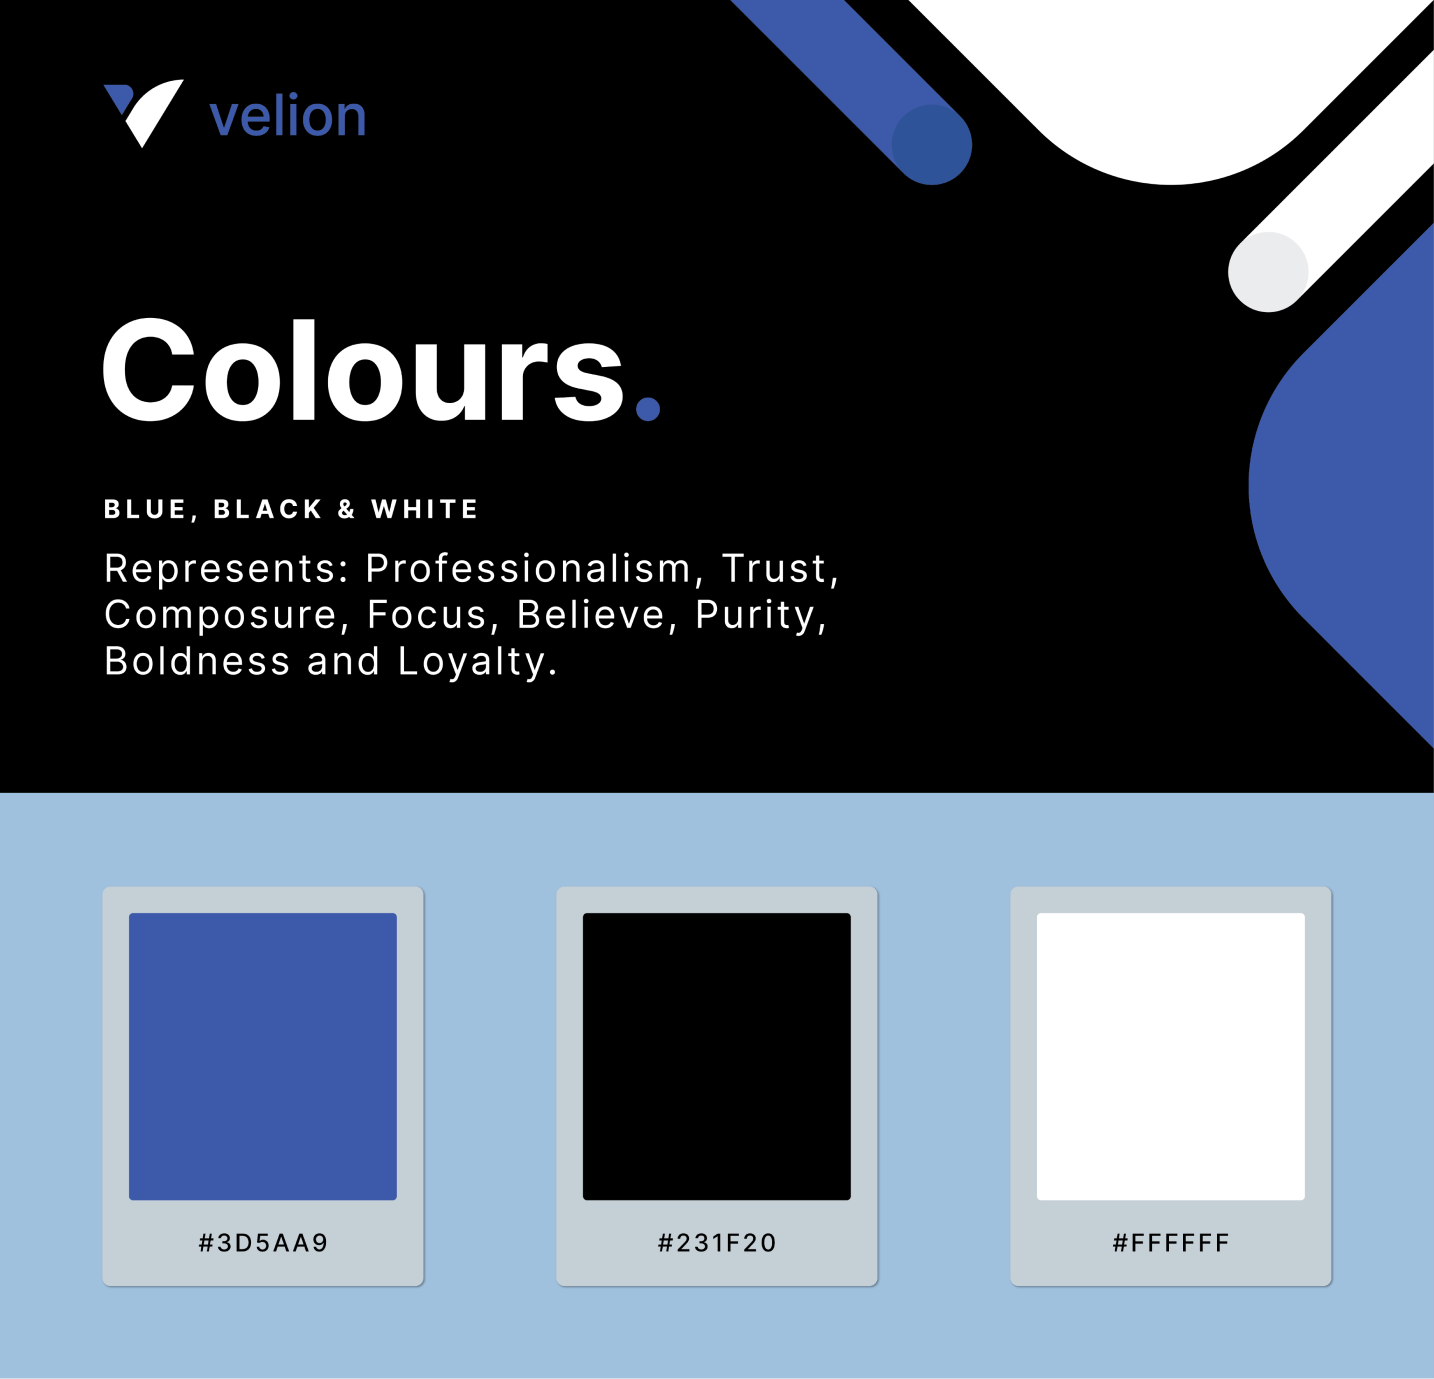 velion
Colours.
BLUE, BLACK & WHITE
Represents: Professionalism, Trust,
Composure, Focus, Believe, Purity,
Boldness and Loyalty.
#3D5AA9
#231F20
#FFFFFF